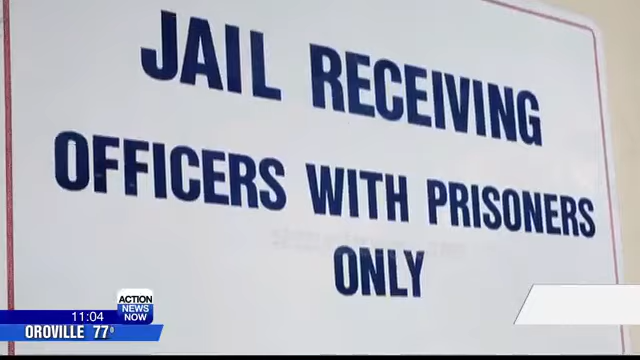 JAIL RECEIVING
OFFICERS WITH PRISONERS
ONLY
ACTION
NEWS
NOW
11:04
OROVILLE 77°